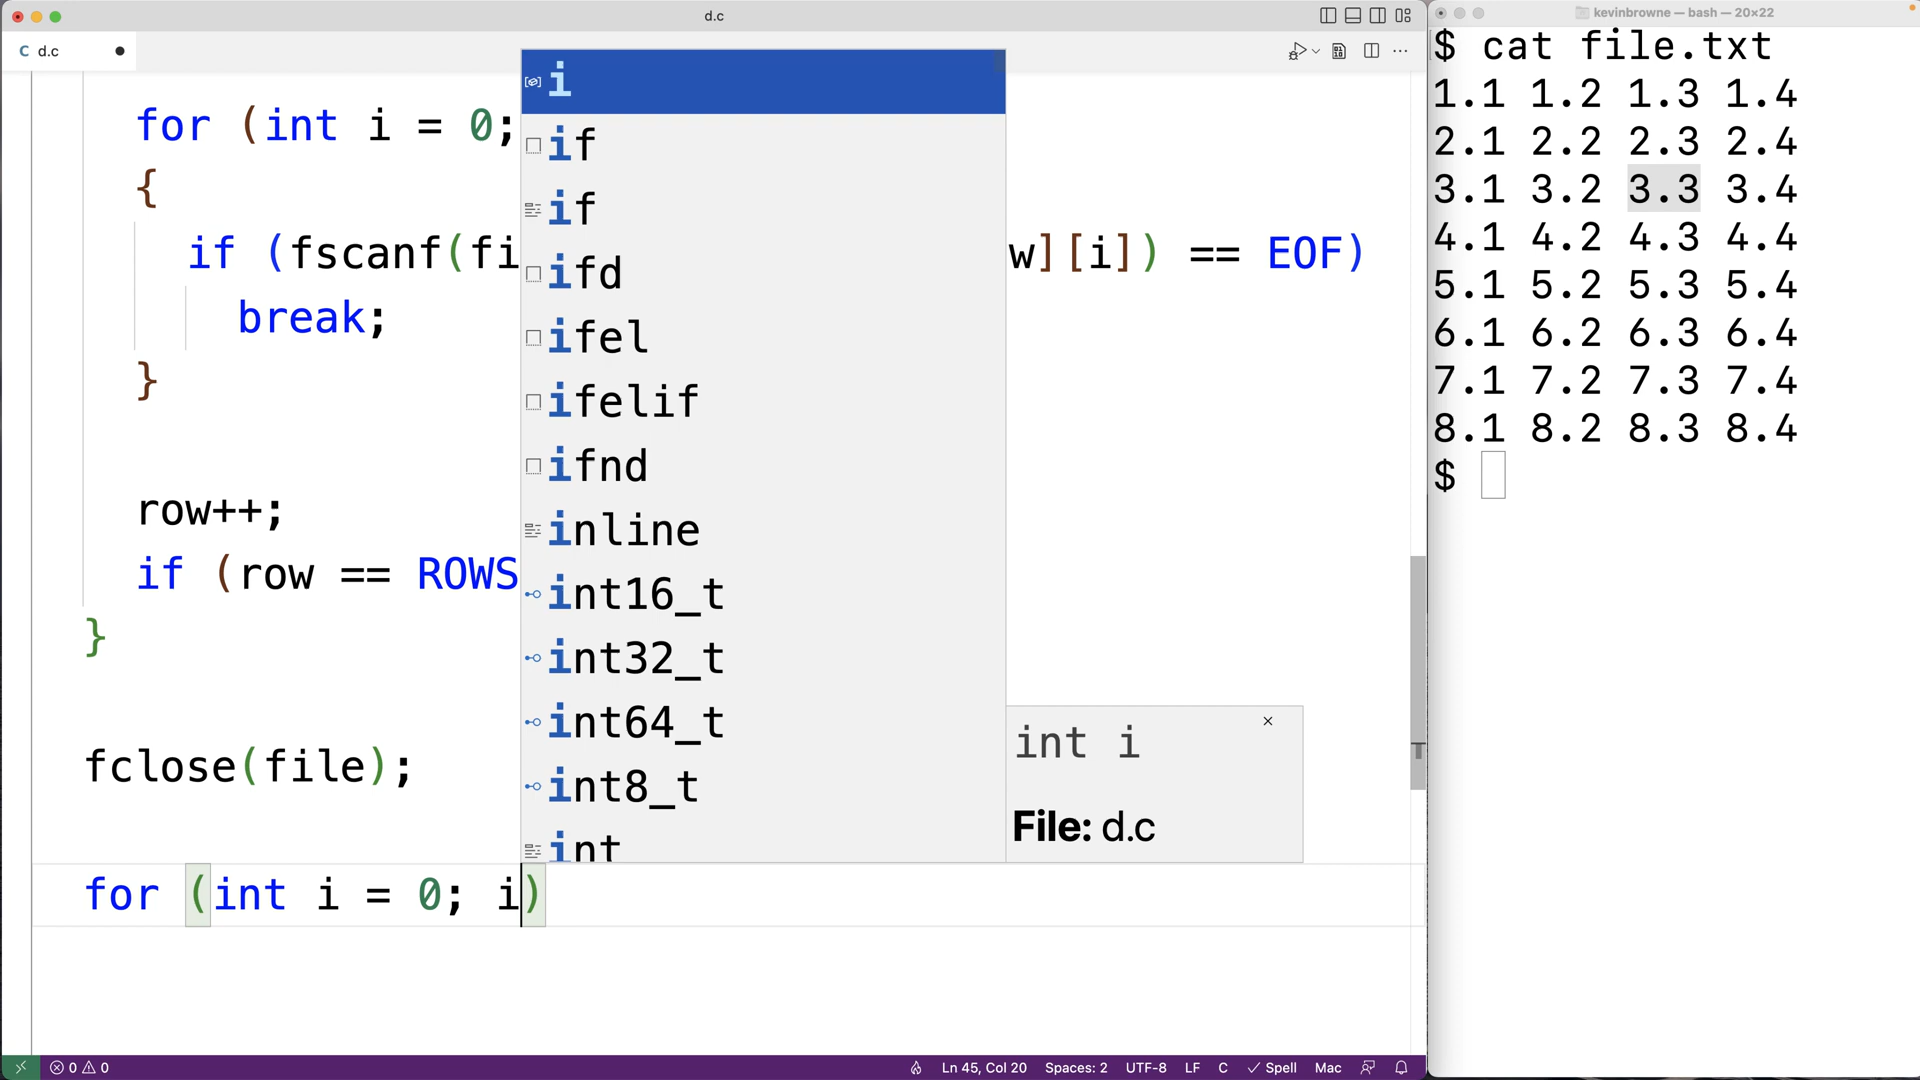 d.c
C d.c
for (int i = 0;
{
if (fscanf(fi
w][i]) == EOF)
break;
}
row++;
if (row == ROWS
}
fclose(file);
for (int i = 0; i)
i
if
if
ifd
ifel
ifelif
ifnd
inline
int16_t
int32_t
int64_t
int8_t
int
int i
File: d.c
0 0
Ln 45, Col 20 Spaces: 2 UTF-8 LF C Spell Mac
kevinbrowne — bash — 20×22
$ cat file.txt
1.1 1.2 1.3 1.4
2.1 2.2 2.3 2.4
3.1 3.2 3.3 3.4
4.1 4.2 4.3 4.4
5.1 5.2 5.3 5.4
6.1 6.2 6.3 6.4
7.1 7.2 7.3 7.4
8.1 8.2 8.3 8.4
$